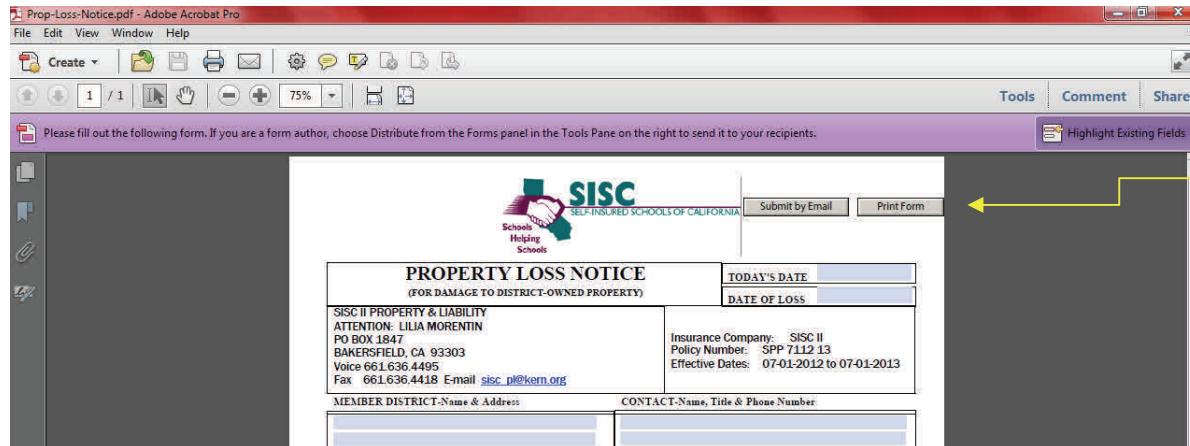 Prop-Loss-Notice.pdf - Adobe Acrobat Pro
File Edit View Window Help
Create
1 / 1 75% Tools Comment Share
Please fill out the following form. If you are a form author, choose Distribute from the Forms panel in the Tools Pane on the right to send it to your recipients. Highlight Existing Fields
SISC
SELF-INSURED SCHOOLS OF CALIFORNIA
Schools
Helping
Schools
Submit by Email Print Form
PROPERTY LOSS NOTICE
(FOR DAMAGE TO DISTRICT-OWNED PROPERTY)
TODAY'S DATE
DATE OF LOSS
SISC II PROPERTY & LIABILITY
ATTENTION: LILIA MORENTIN
PO BOX 1847
BAKERSFIELD, CA 93303
Voice 661.636.4495
Fax 661.636.4418 E-mail sisc_pl@kern.org
Insurance Company: SISC II
Policy Number: SPP 7112 13
Effective Dates: 07-01-2012 to 07-01-2013
MEMBER DISTRICT-Name & Address
CONTACT-Name, Title & Phone Number